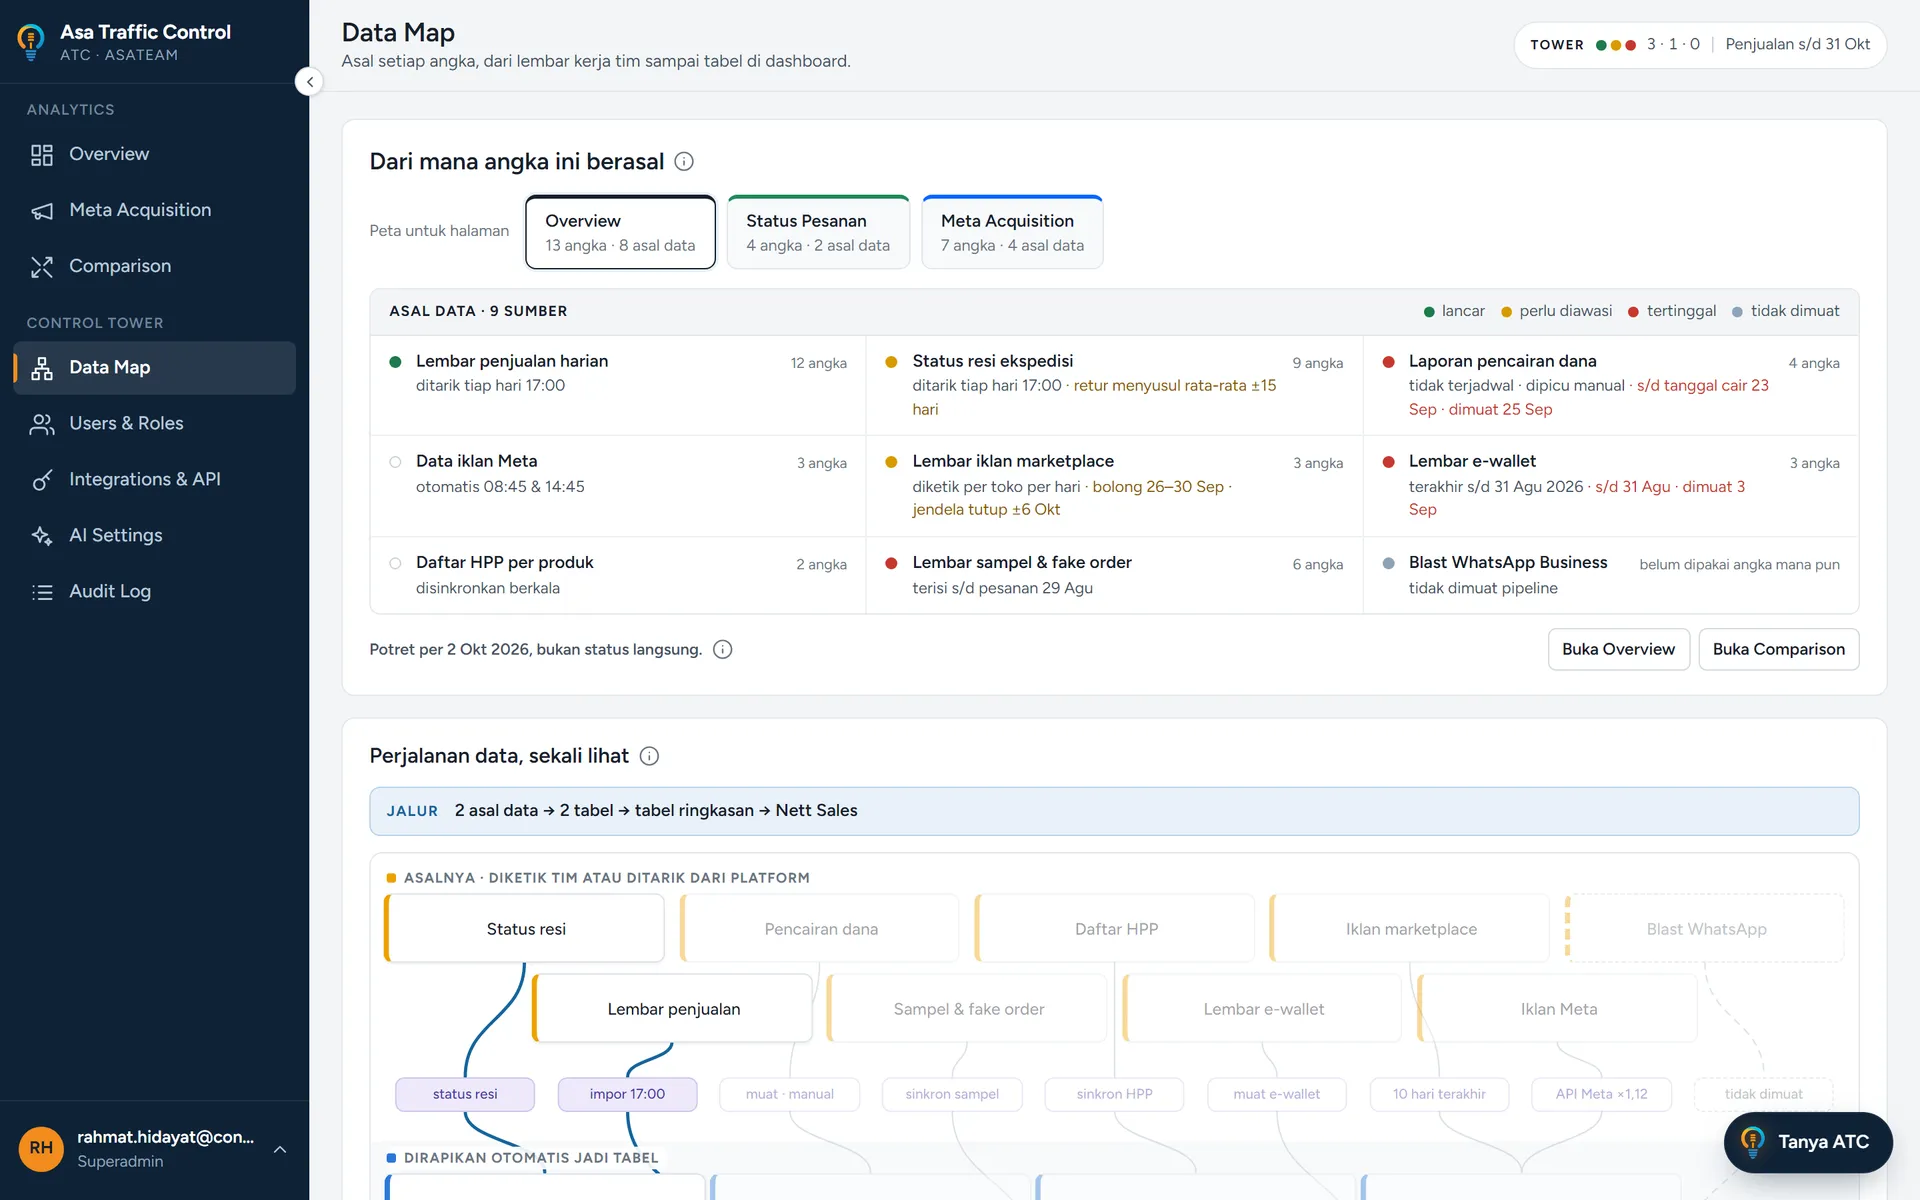 Asa Traffic Control
ATC · ASATEAM
ANALYTICS
Overview
Meta Acquisition
Comparison
CONTROL TOWER
Data Map
Users & Roles
Integrations & API
AI Settings
Audit Log
RH
rahmat.hidayat@con...
Superadmin
Data Map
Asal setiap angka, dari lembar kerja tim sampai tabel di dashboard.
TOWER 3 · 1 · 0 | Penjualan s/d 31 Okt
Dari mana angka ini berasal
Peta untuk halaman
Overview
13 angka · 8 asal data
Status Pesanan
4 angka · 2 asal data
Meta Acquisition
7 angka · 4 asal data
ASAL DATA · 9 SUMBER
lancar
perlu diawasi
tertinggal
tidak dimuat
Lembar penjualan harian
12 angka
ditarik tiap hari 17:00
Status resi ekspedisi
9 angka
ditarik tiap hari 17:00 · retur menyusul rata-rata ±15
hari
Laporan pencairan dana
4 angka
tidak terjadwal · dipicu manual · s/d tanggal cair 23
Sep · dimuat 25 Sep
Data iklan Meta
3 angka
otomatis 08:45 & 14:45
Lembar iklan marketplace
3 angka
diketik per toko per hari · bolong 26–30 Sep ·
jendela tutup ±6 Okt
Lembar e-wallet
3 angka
terakhir s/d 31 Agu 2026 · s/d 31 Agu · dimuat 3
Sep
Daftar HPP per produk
2 angka
disinkronkan berkala
Lembar sampel & fake order
6 angka
terisi s/d pesanan 29 Agu
Blast WhatsApp Business
belum dipakai angka mana pun
tidak dimuat pipeline
Potret per 2 Okt 2026, bukan status langsung.
Buka Overview
Buka Comparison
Perjalanan data, sekali lihat
JALUR 2 asal data → 2 tabel → tabel ringkasan → Nett Sales
ASALNYA · DIKETIK TIM ATAU DITARIK DARI PLATFORM
Status resi
Pencairan dana
Daftar HPP
Iklan marketplace
Blast WhatsApp
Lembar penjualan
Sampel & fake order
Lembar e-wallet
Iklan Meta
status resi
impor 17:00
muat · manual
sinkron sampel
sinkron HPP
muat e-wallet
10 hari terakhir
API Meta ×1,12
tidak dimuat
DIRAPIKAN OTOMATIS JADI TABEL
Tanya ATC